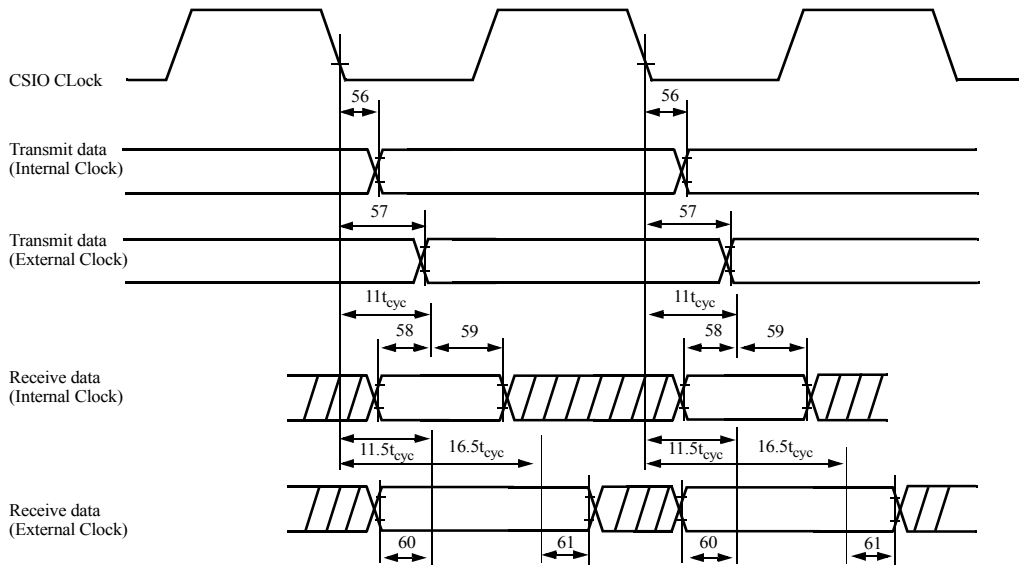 CSIO CLock
56
56
Transmit data
(Internal Clock)
57
57
Transmit data
(External Clock)
11tcyc
11tcyc
58
59
58
59
Receive data
(Internal Clock)
11.5tcyc
16.5tcyc
11.5tcyc
16.5tcyc
Receive data
(External Clock)
60
61
60
61